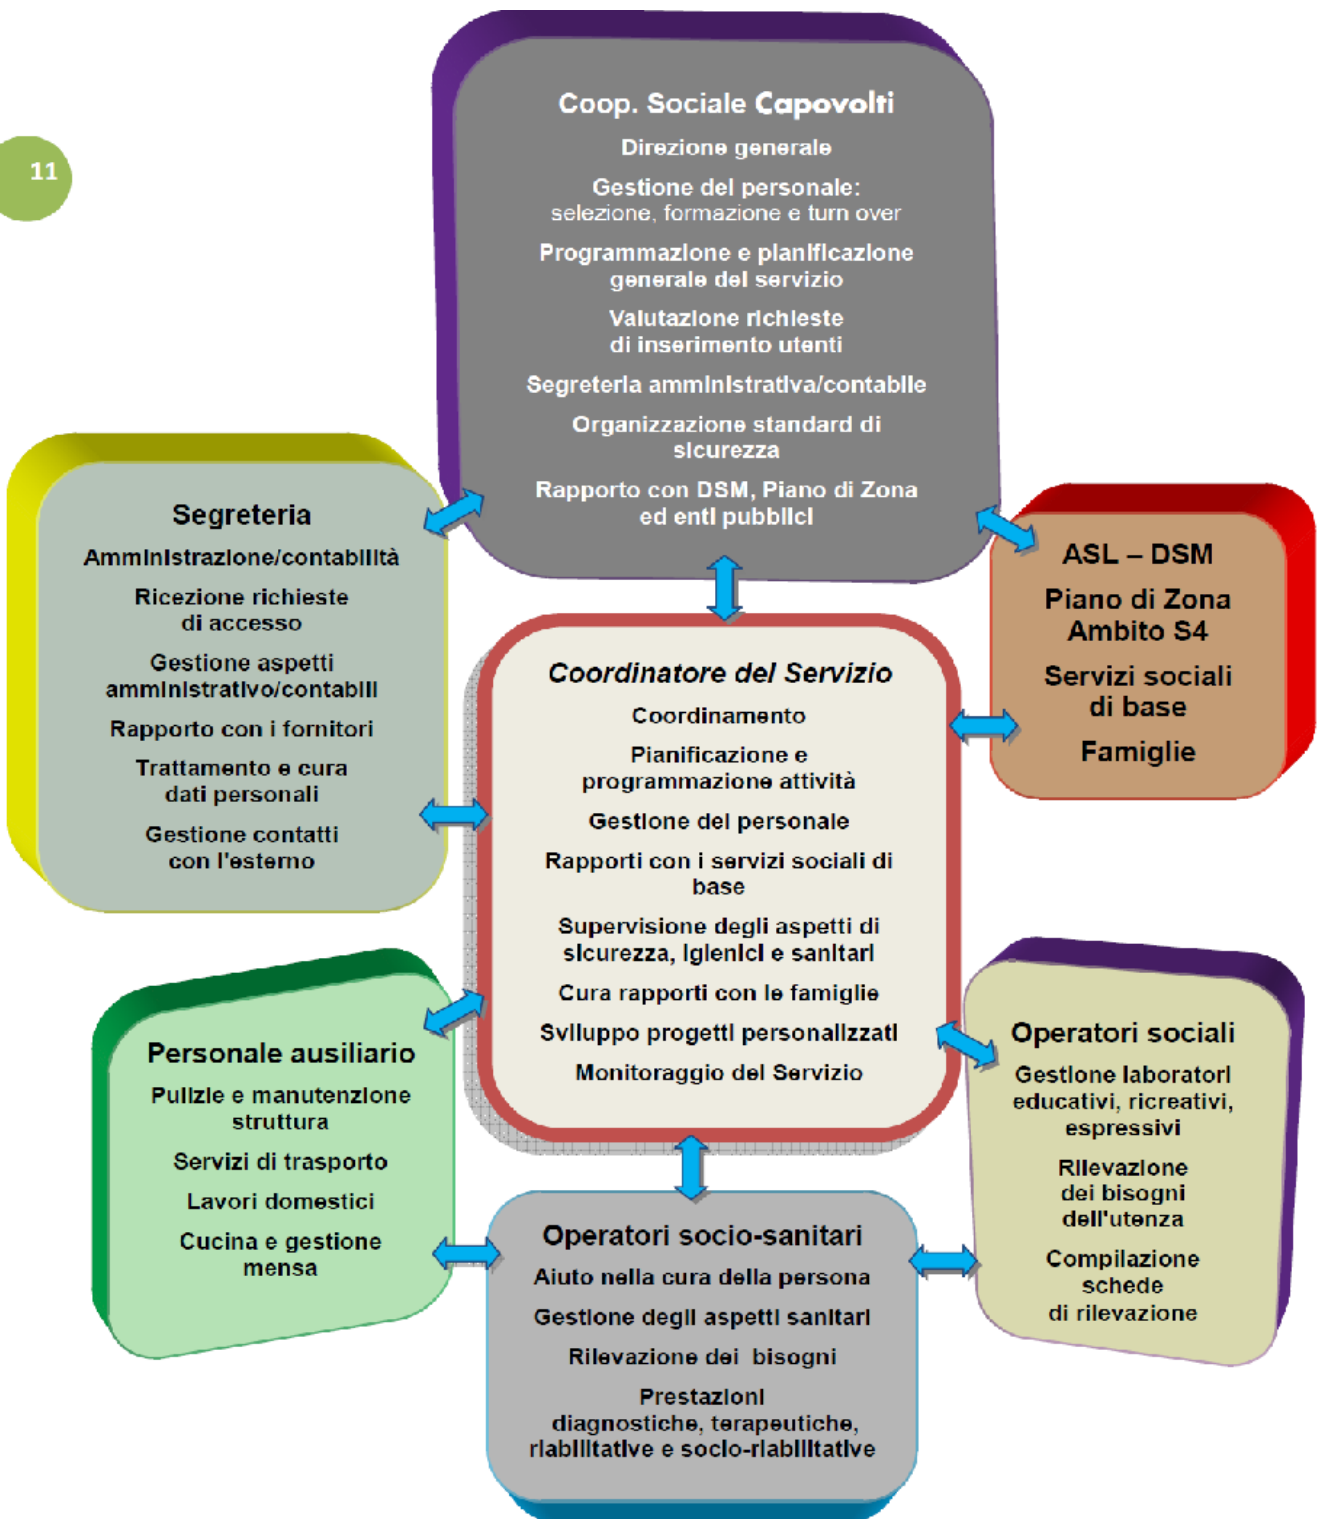 11
Coop. Sociale Capovolti
Direzione generale
Gestione del personale:
selezione, formazione e turn over
Programmazione e pianificazione
generale del servizio
Valutazione richieste
di inserimento utenti
Segreteria amministrativa/contabile
Organizzazione standard di
sicurezza
Rapporto con DSM, Piano di Zona
ed enti pubblici
Segreteria
Amministrazione/contabilità
Ricezione richieste
di accesso
Gestione aspetti
amministrativo/contabili
Rapporto con i fornitori
Trattamento e cura
dati personali
Gestione contatti
con l'esterno
ASL – DSM
Piano di Zona
Ambito S4
Servizi sociali
di base
Famiglie
Coordinatore del Servizio
Coordinamento
Pianificazione e
programmazione attività
Gestione del personale
Rapporti con i servizi sociali di
base
Supervisione degli aspetti di
sicurezza, igienici e sanitari
Cura rapporti con le famiglie
Sviluppo progetti personalizzati
Monitoraggio del Servizio
Personale ausiliario
Pulizie e manutenzione
struttura
Servizi di trasporto
Lavori domestici
Cucina e gestione
mensa
Operatori socio-sanitari
Aiuto nella cura della persona
Gestione degli aspetti sanitari
Rilevazione dei bisogni
Prestazioni
diagnostiche, terapeutiche,
riabilitative e socio-riabilitative
Operatori sociali
Gestione laboratori
educativi, ricreativi,
espressivi
Rilevazione
dei bisogni
dell'utenza
Compilazione
schede
di rilevazione